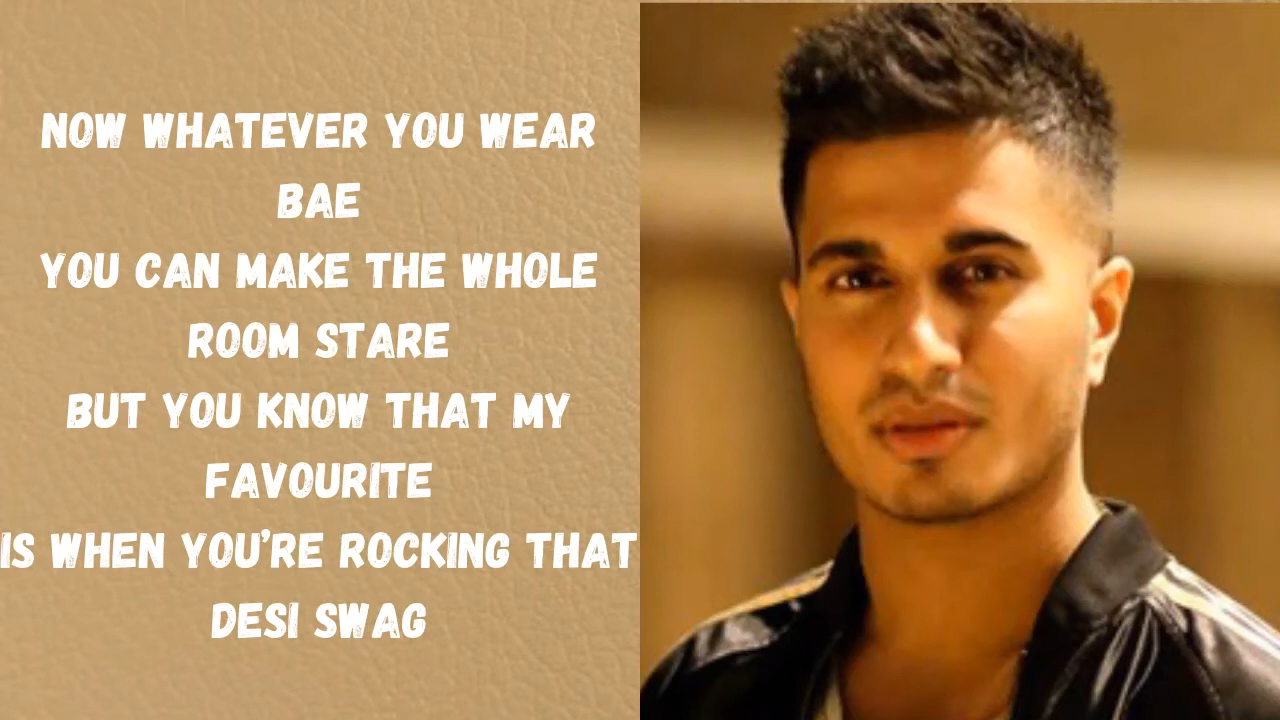 NOW WHATEVER YOU WEAR
BAE
YOU CAN MAKE THE WHOLE
ROOM STARE
BUT YOU KNOW THAT MY
FAVOURITE
IS WHEN YOU'RE ROCKING THAT
DESI SWAG